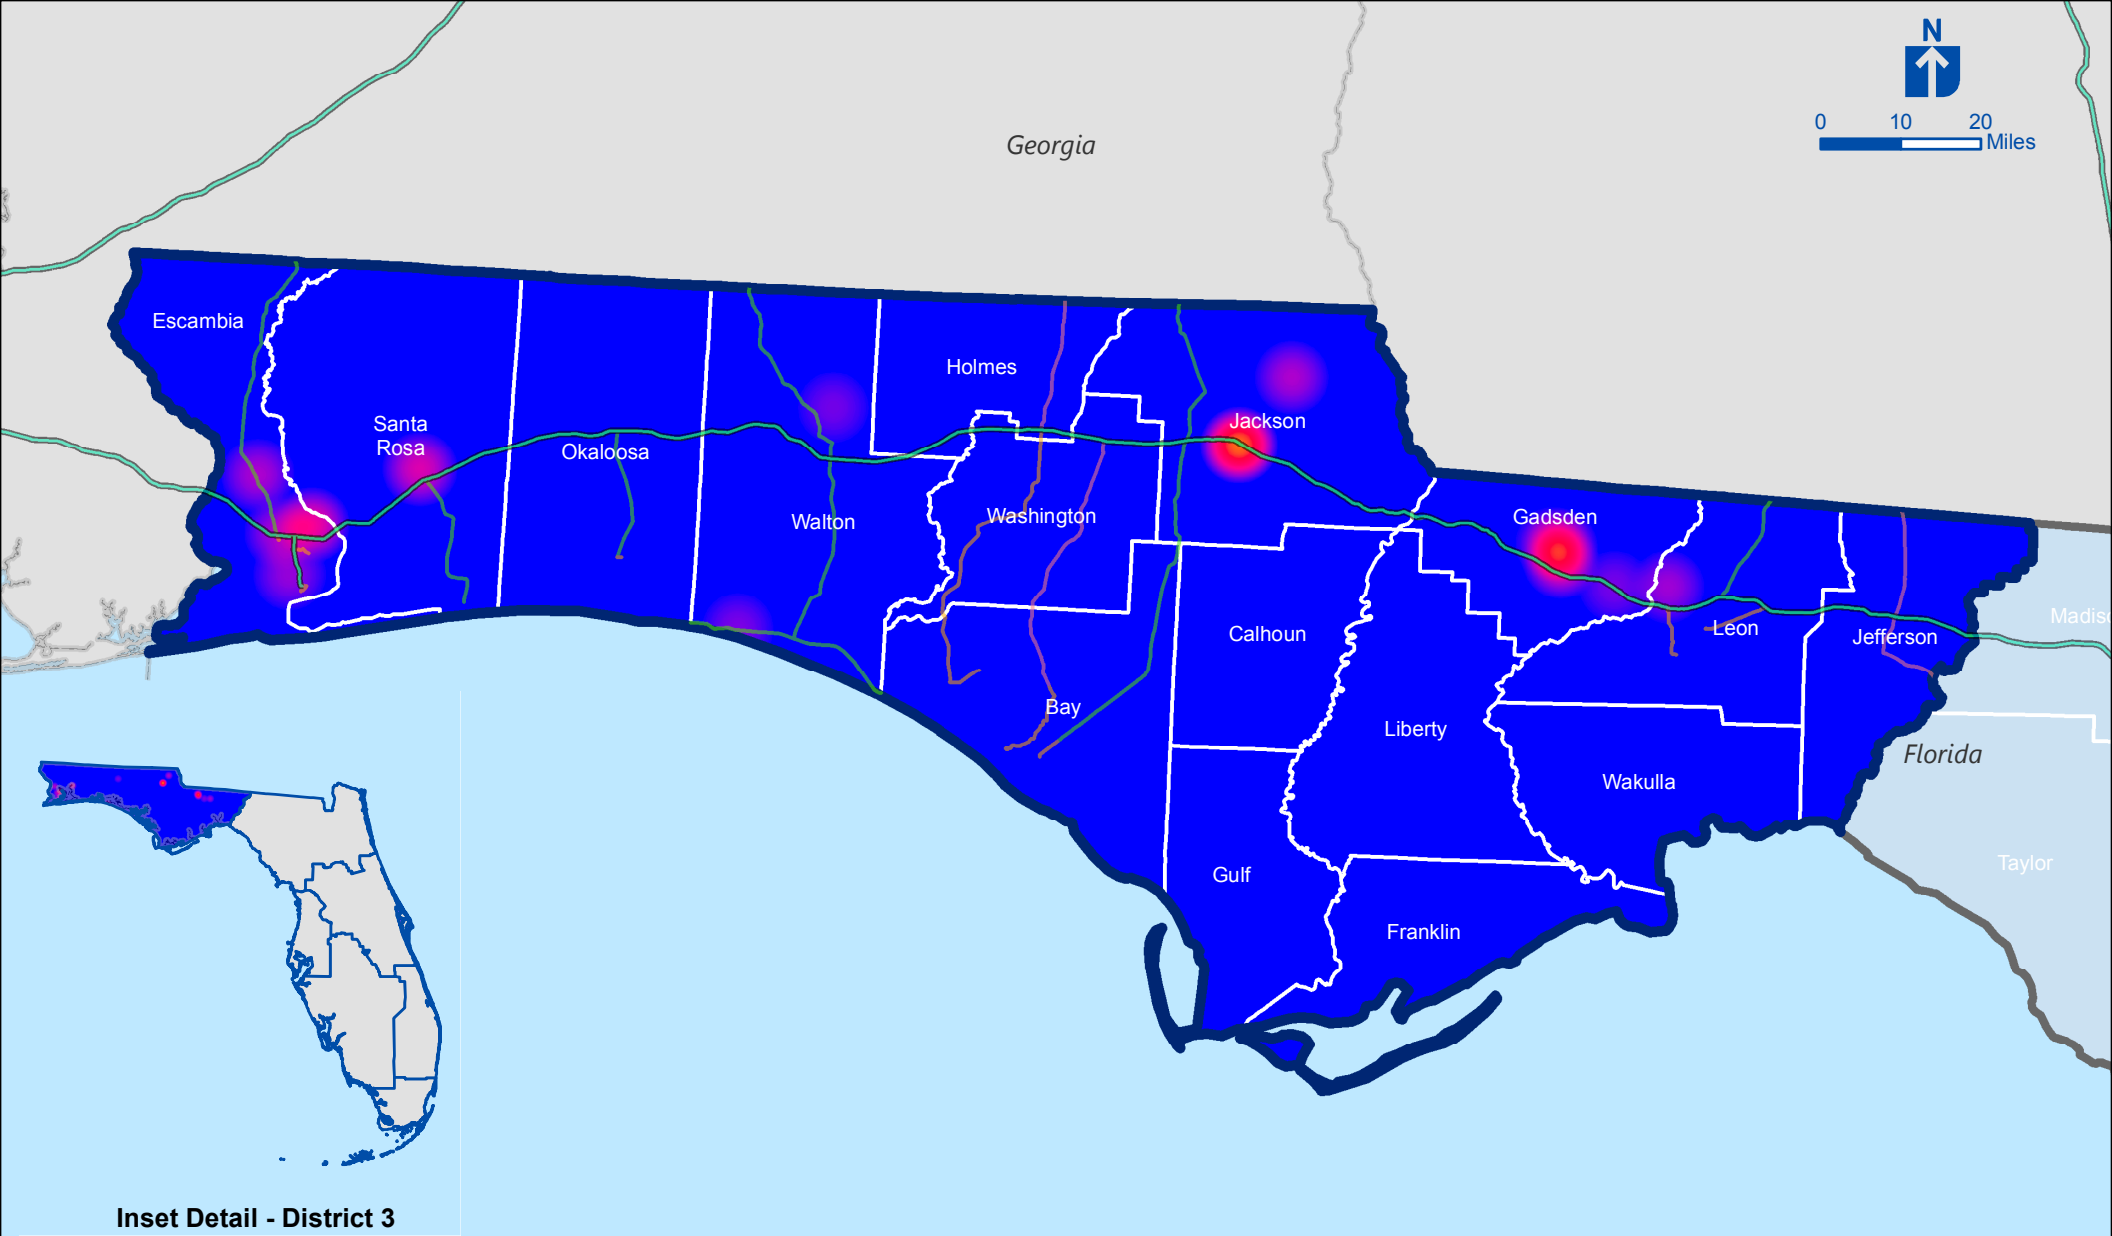 N
0 10 20
Miles
Georgia
Escambia
Holmes
Santa
Rosa
Jackson
Okaloosa
Walton
Washington
Gadsden
Calhoun
Leon
Jefferson
Madisc
Bay
Liberty
Florida
Wakulla
Taylor
Gulf
Franklin
Inset Detail - District 3